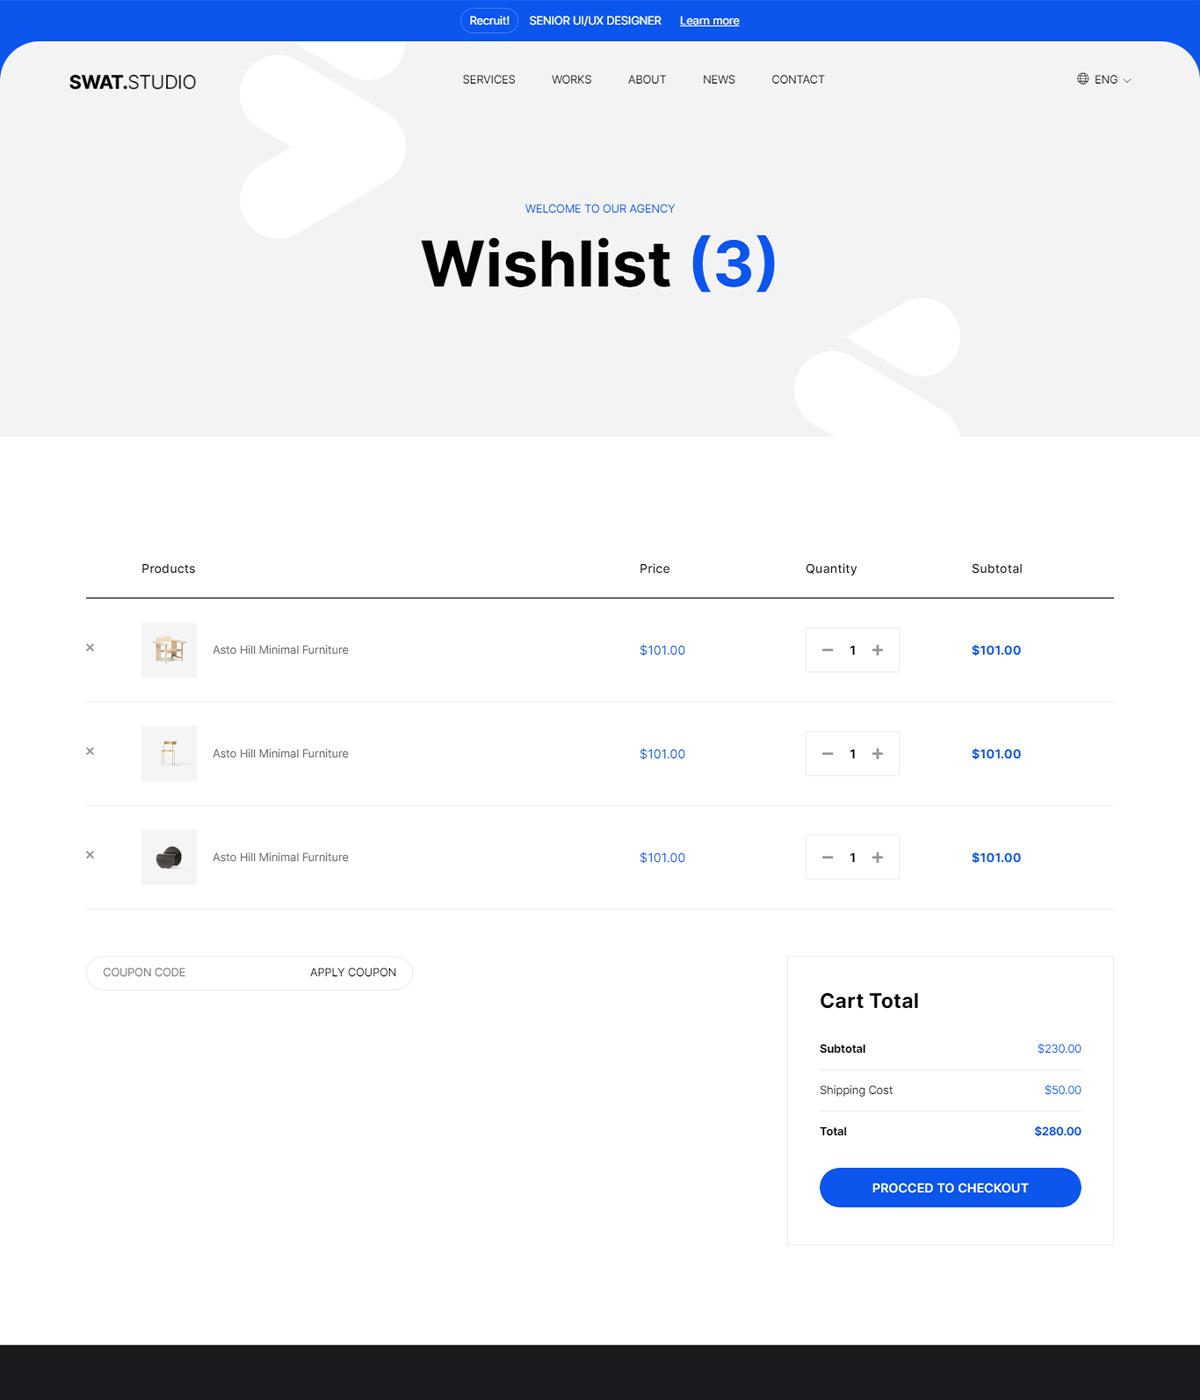 Recruit! SENIOR UI/UX DESIGNER Learn more
SWAT.STUDIO SERVICES WORKS ABOUT NEWS CONTACT ENG
WELCOME TO OUR AGENCY
Wishlist (3)
Products Price Quantity Subtotal
× Asto Hill Minimal Furniture $101.00 − 1 + $101.00
× Asto Hill Minimal Furniture $101.00 − 1 + $101.00
× Asto Hill Minimal Furniture $101.00 − 1 + $101.00
COUPON CODE APPLY COUPON
Cart Total
Subtotal $230.00
Shipping Cost $50.00
Total $280.00
PROCCED TO CHECKOUT